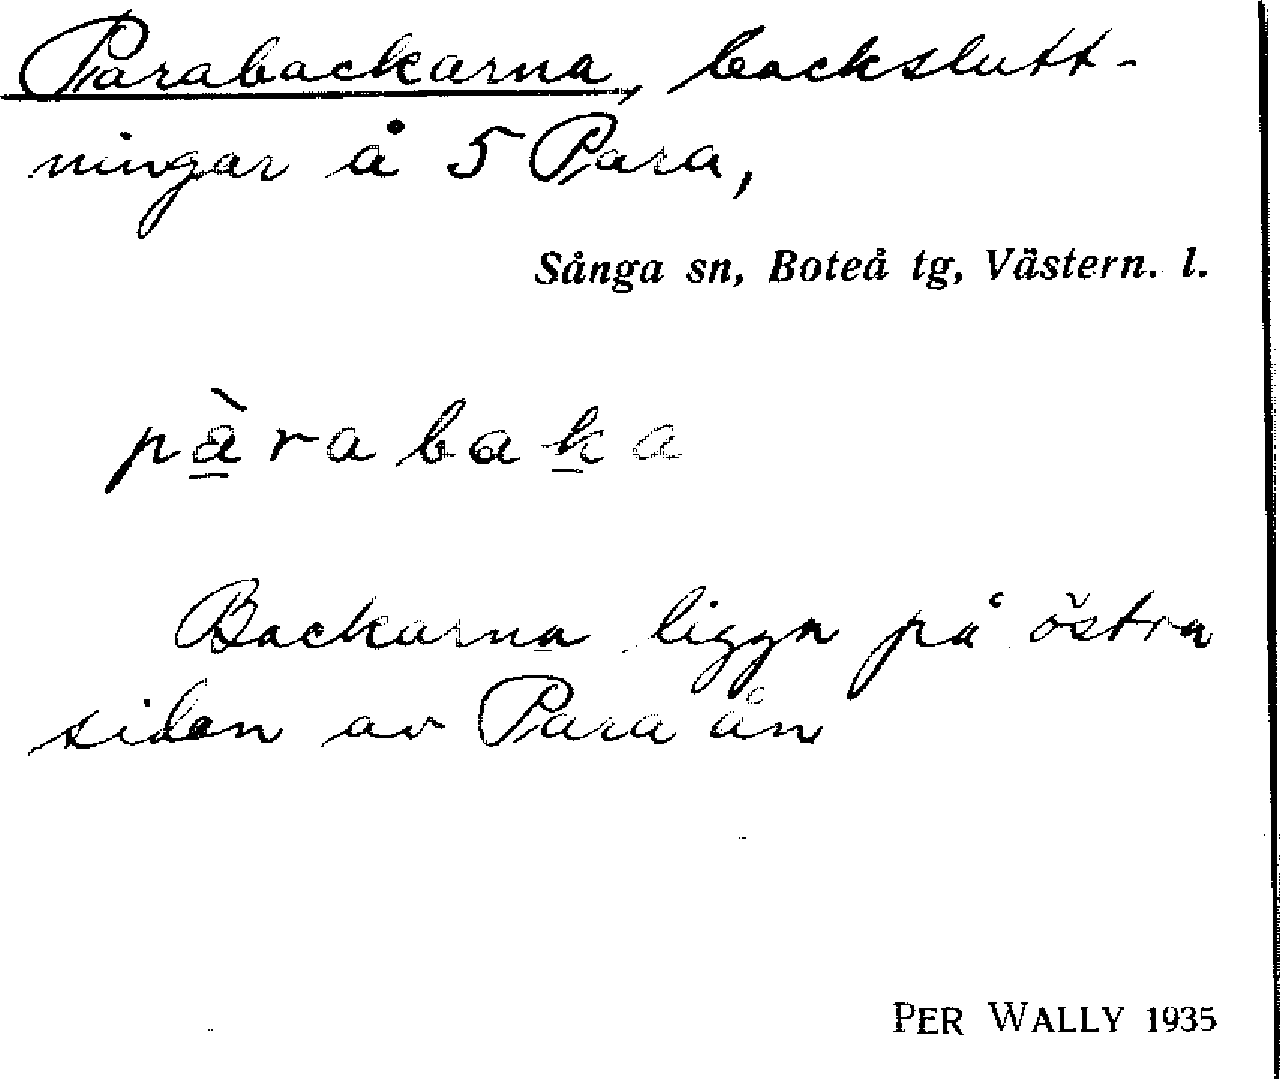 Parabackarna, backslutt-
ningar å 5 Para,
Sånga sn, Boteå tg, Västern. l.
pàrabaka
Backarna ligga på östra
sidan av Para ån
PER WALLY 1935